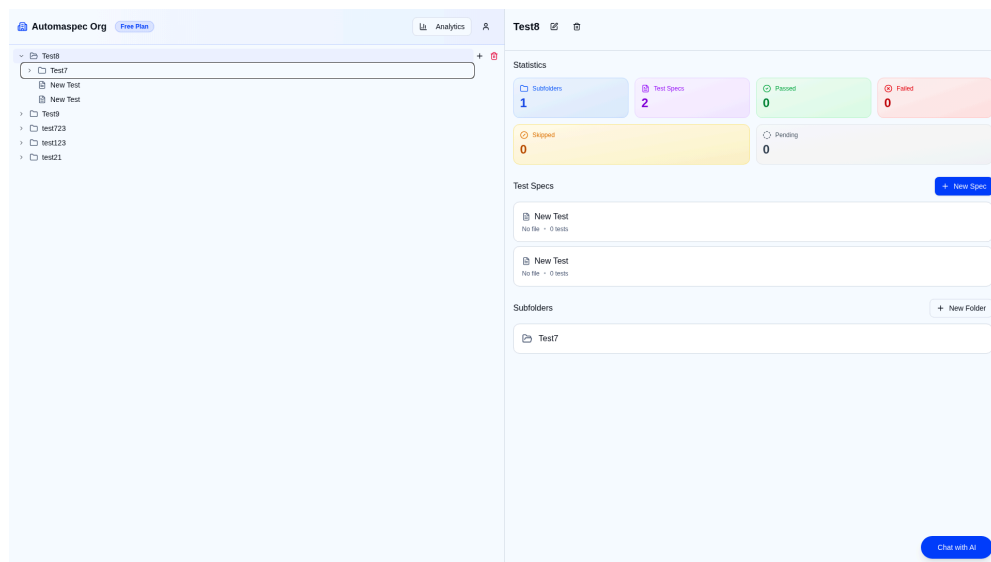 Automaspec Org
Free Plan
Analytics
Test8
Test7
New Test
New Test
Test9
test723
test123
test21
Test8
Statistics
Subfolders
1
Test Specs
2
Passed
0
Failed
0
Skipped
0
Pending
0
Test Specs
New Spec
New Test
No file • 0 tests
New Test
No file • 0 tests
Subfolders
New Folder
Test7
Chat with AI